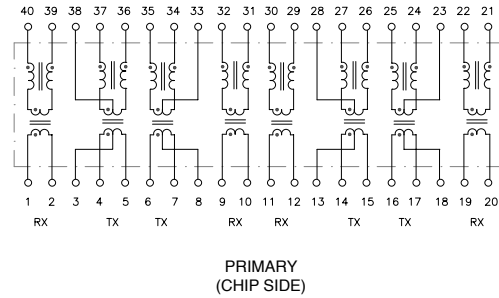 40 39 38 37 36 35 34 33 32 31 30 29 28 27 26 25 24 23 22 21
1 2 3 4 5 6 7 8 9 10 11 12 13 14 15 16 17 18 19 20
RX TX TX RX RX TX TX RX
PRIMARY
(CHIP SIDE)